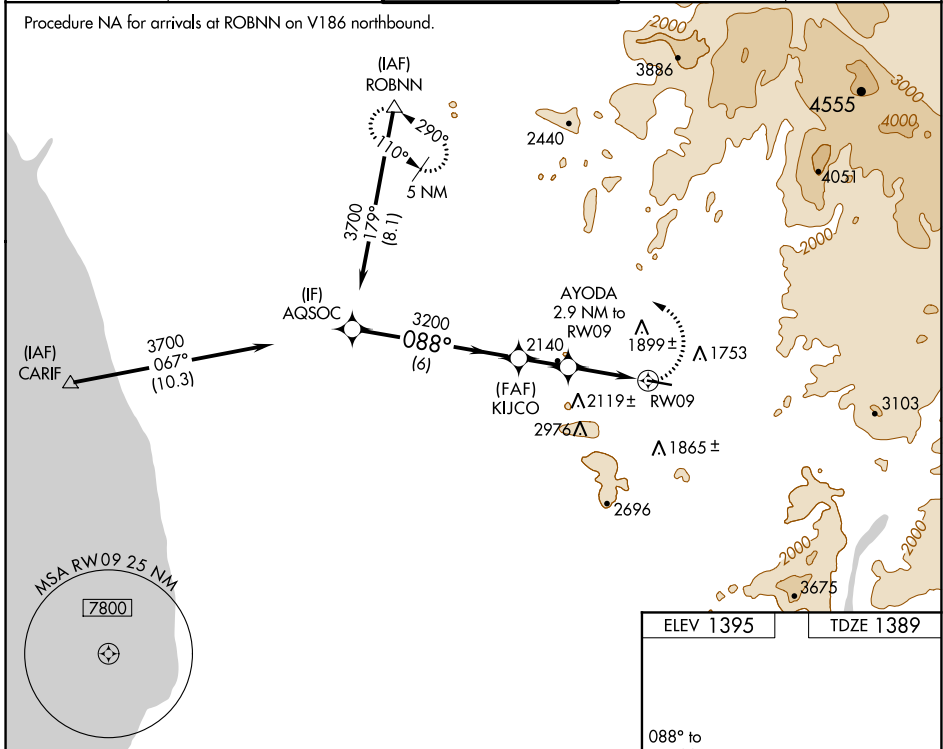 Procedure NA for arrivals at ROBNN on V186 northbound.
2000
3886
3000
4555
4000
(IAF)
ROBNN
290°
110°
5 NM
2440
4051
3700
179°
(8.1)
2000
(IF)
AQSOC
AYODA
2.9 NM to
RW09
3200
088°
(6)
2140
1899±
1753
(IAF)
CARIF
3700
067°
(10.3)
(FAF)
KIJCO
RW09
2119±
2976
1865±
3103
2696
2000
2000
3675
MSA RW09 25 NM
7800
ELEV 1395
TDZE 1389
088° to